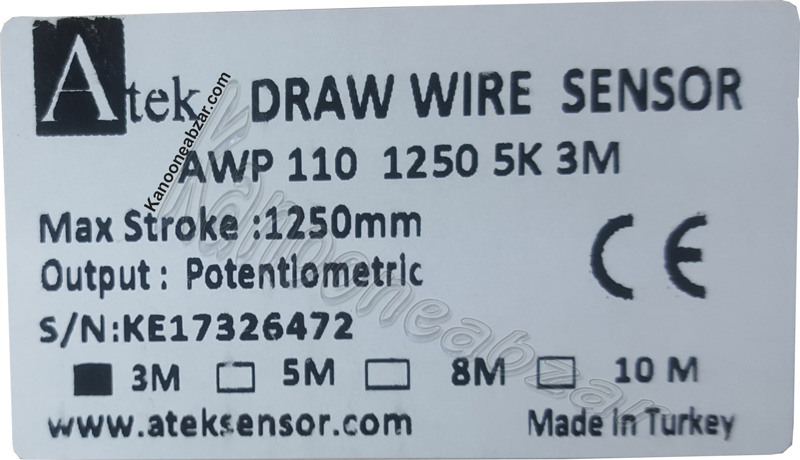 Atek DRAW WIRE SENSOR
AWP 110 1250 5K 3M
Max Stroke :1250mm
Output : Potentiometric
CE
S/N:KE17326472
3M 5M 8M 10 M
www.ateksensor.com Made in Turkey
Kanooneabzar.com
Kanooneabzar